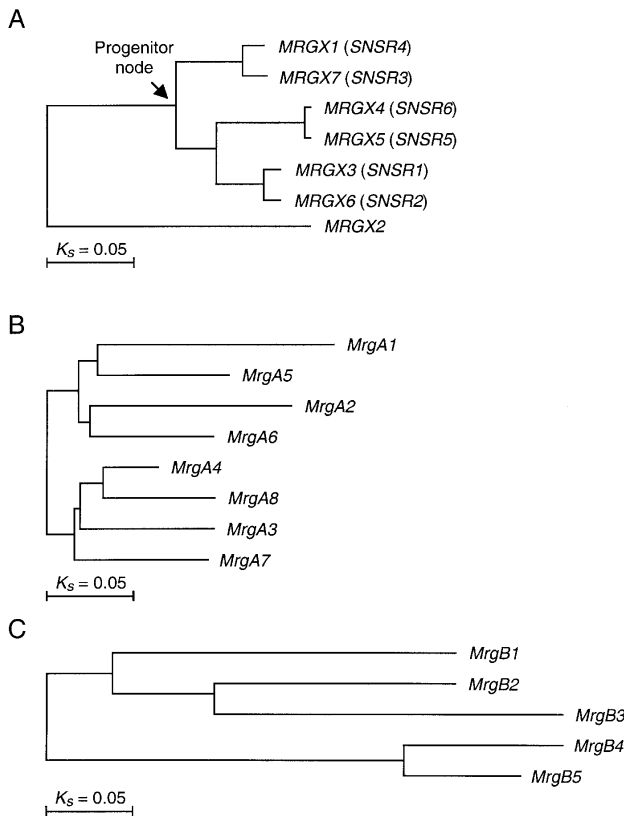 A
Progenitor
node
MRGX1 (SNSR4)
MRGX7 (SNSR3)
MRGX4 (SNSR6)
MRGX5 (SNSR5)
MRGX3 (SNSR1)
MRGX6 (SNSR2)
MRGX2
Ks = 0.05
B
MrgA1
MrgA5
MrgA2
MrgA6
MrgA4
MrgA8
MrgA3
MrgA7
Ks = 0.05
C
MrgB1
MrgB2
MrgB3
MrgB4
MrgB5
Ks = 0.05